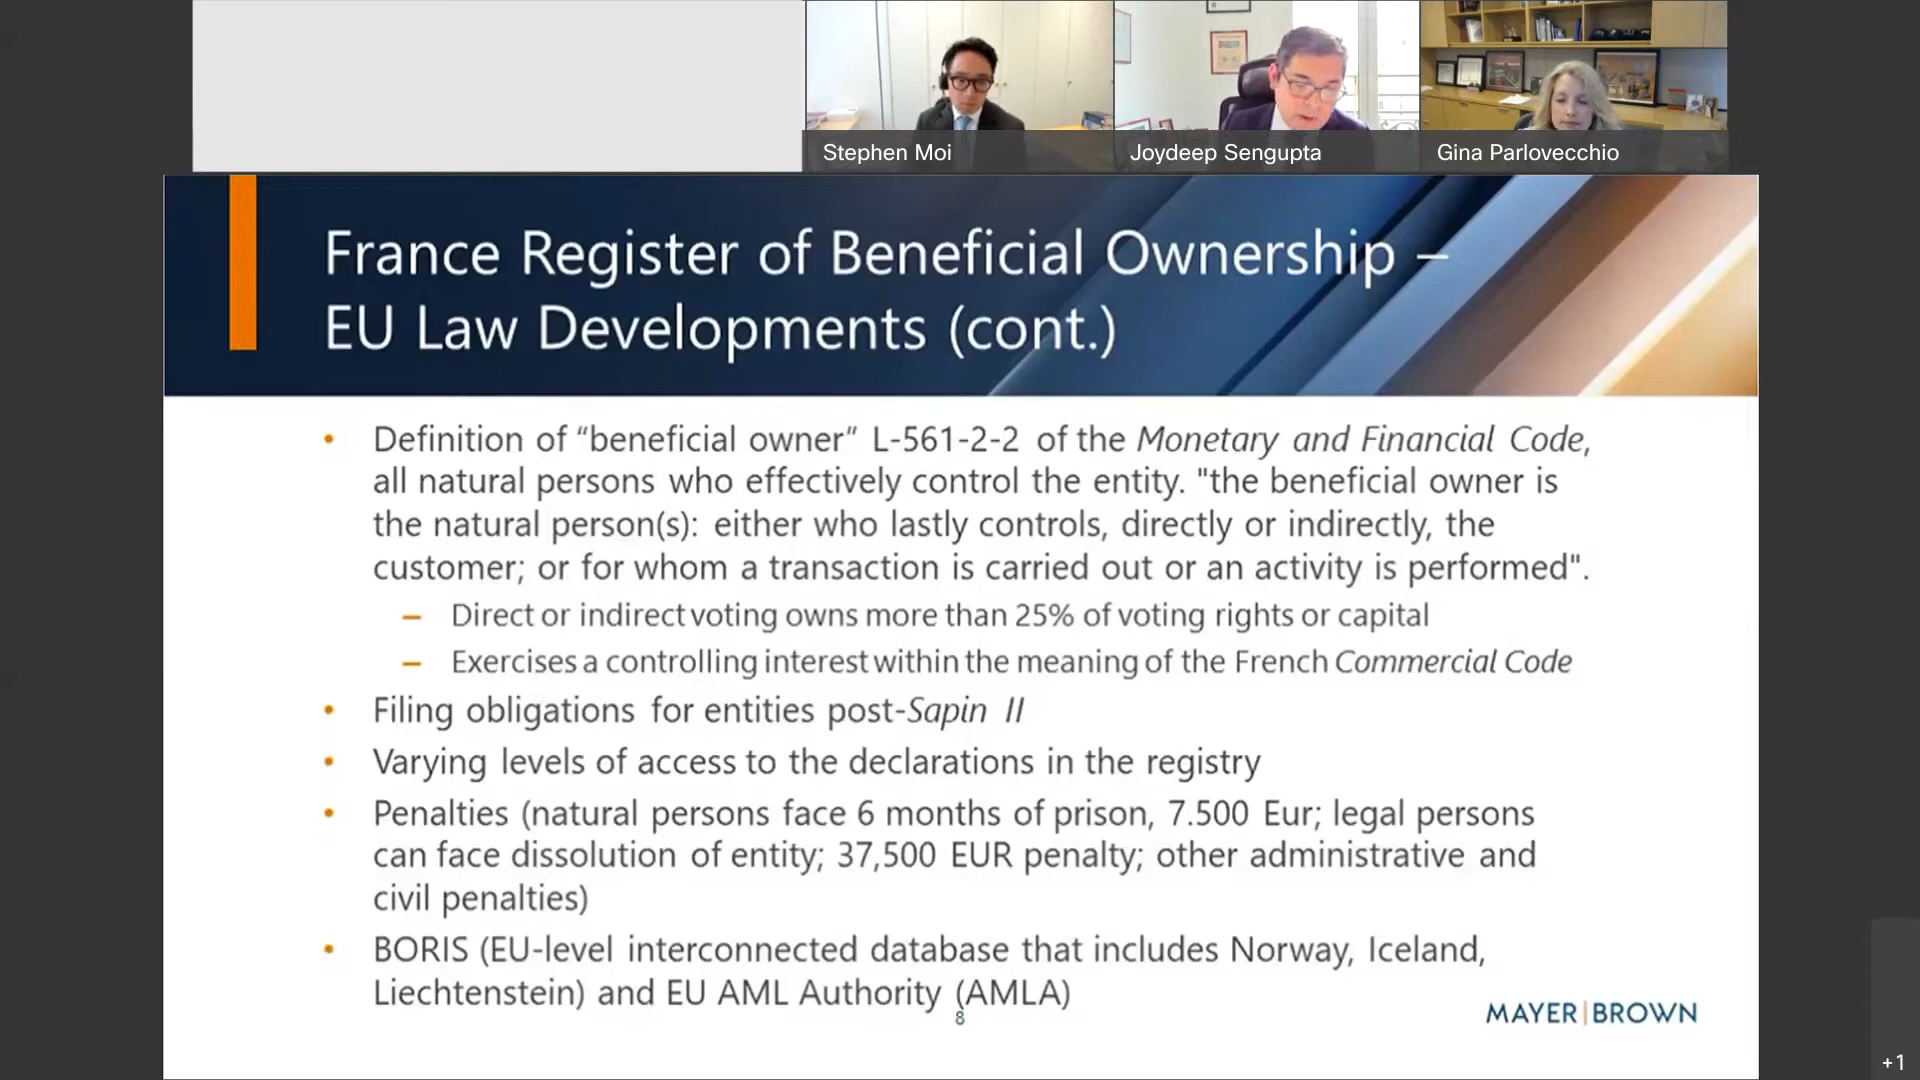 Stephen Moi
Joydeep Sengupta
Gina Parlovecchio
France Register of Beneficial Ownership –
EU Law Developments (cont.)
• Definition of “beneficial owner” L-561-2-2 of the Monetary and Financial Code,
all natural persons who effectively control the entity. "the beneficial owner is
the natural person(s): either who lastly controls, directly or indirectly, the
customer; or for whom a transaction is carried out or an activity is performed".
– Direct or indirect voting owns more than 25% of voting rights or capital
– Exercises a controlling interest within the meaning of the French Commercial Code
• Filing obligations for entities post-Sapin II
• Varying levels of access to the declarations in the registry
• Penalties (natural persons face 6 months of prison, 7.500 Eur; legal persons
can face dissolution of entity; 37,500 EUR penalty; other administrative and
civil penalties)
• BORIS (EU-level interconnected database that includes Norway, Iceland,
Liechtenstein) and EU AML Authority (AMLA)
8
MAYER|BROWN
+1